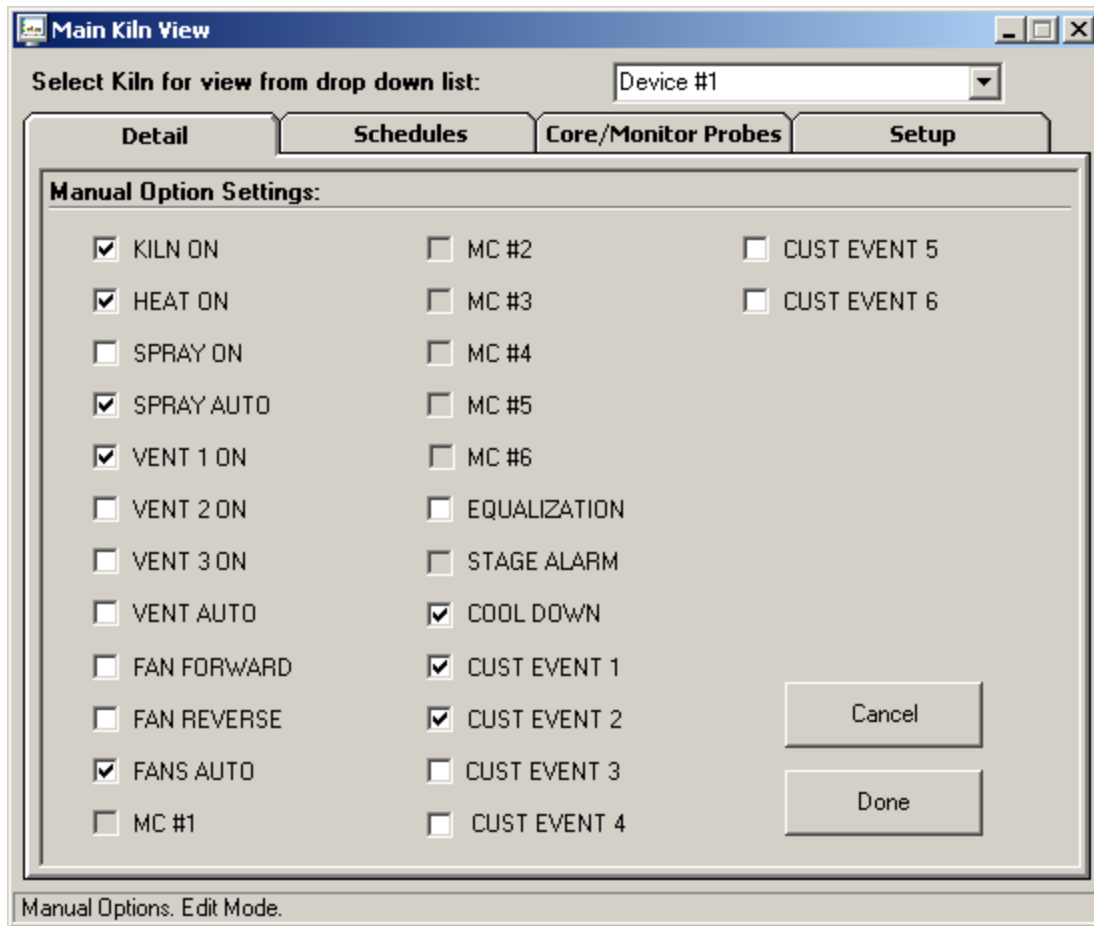 Main Kiln View
Select Kiln for view from drop down list: Device #1
Detail Schedules Core/Monitor Probes Setup
Manual Option Settings:
KILN ON MC #2 CUST EVENT 5
HEAT ON MC #3 CUST EVENT 6
SPRAY ON MC #4
SPRAY AUTO MC #5
VENT 1 ON MC #6
VENT 2 ON EQUALIZATION
VENT 3 ON STAGE ALARM
VENT AUTO COOL DOWN
FAN FORWARD CUST EVENT 1
FAN REVERSE CUST EVENT 2 Cancel
FANS AUTO CUST EVENT 3
MC #1 CUST EVENT 4 Done
Manual Options. Edit Mode.